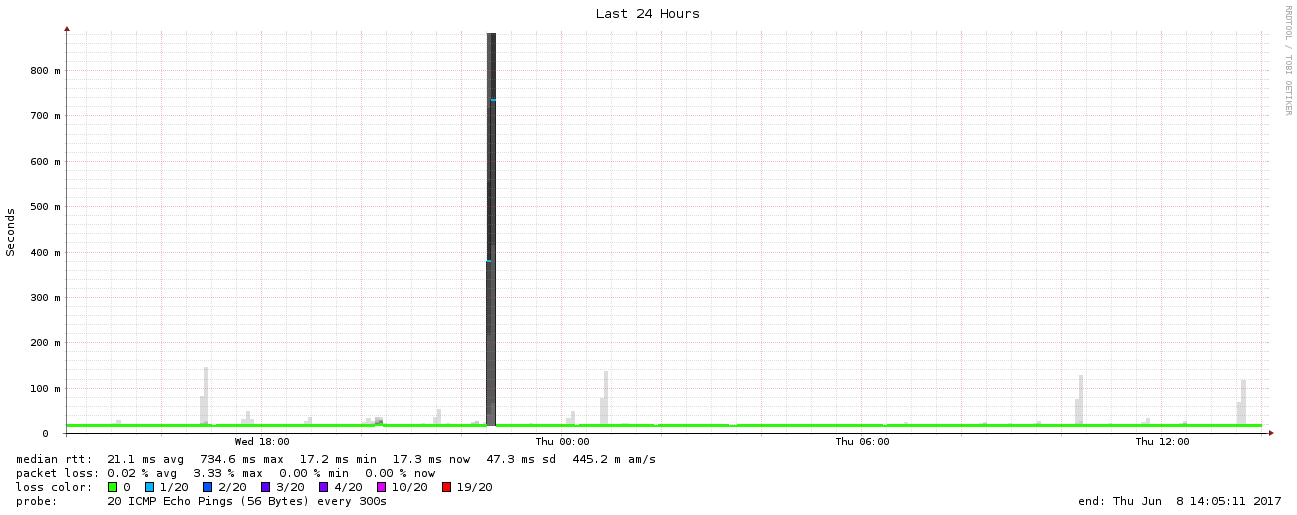 Last 24 Hours
RRDTOOL / TOBI OETIKER
Seconds
800 m
700 m
600 m
500 m
400 m
300 m
200 m
100 m
0
Wed 18:00 Thu 00:00 Thu 06:00 Thu 12:00
median rtt: 21.1 ms avg 734.6 ms max 17.2 ms min 17.3 ms now 47.3 ms sd 445.2 m am/s
packet loss: 0.02 % avg 3.33 % max 0.00 % min 0.00 % now
loss color: 0 1/20 2/20 3/20 4/20 10/20 19/20
probe: 20 ICMP Echo Pings (56 Bytes) every 300s end: Thu Jun 8 14:05:11 2017